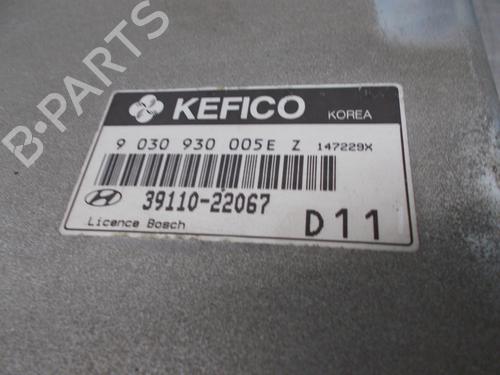 B-PARTS
KEFICO KOREA
9 030 930 005E Z 147229X
39110-22067
Licence Bosch D11